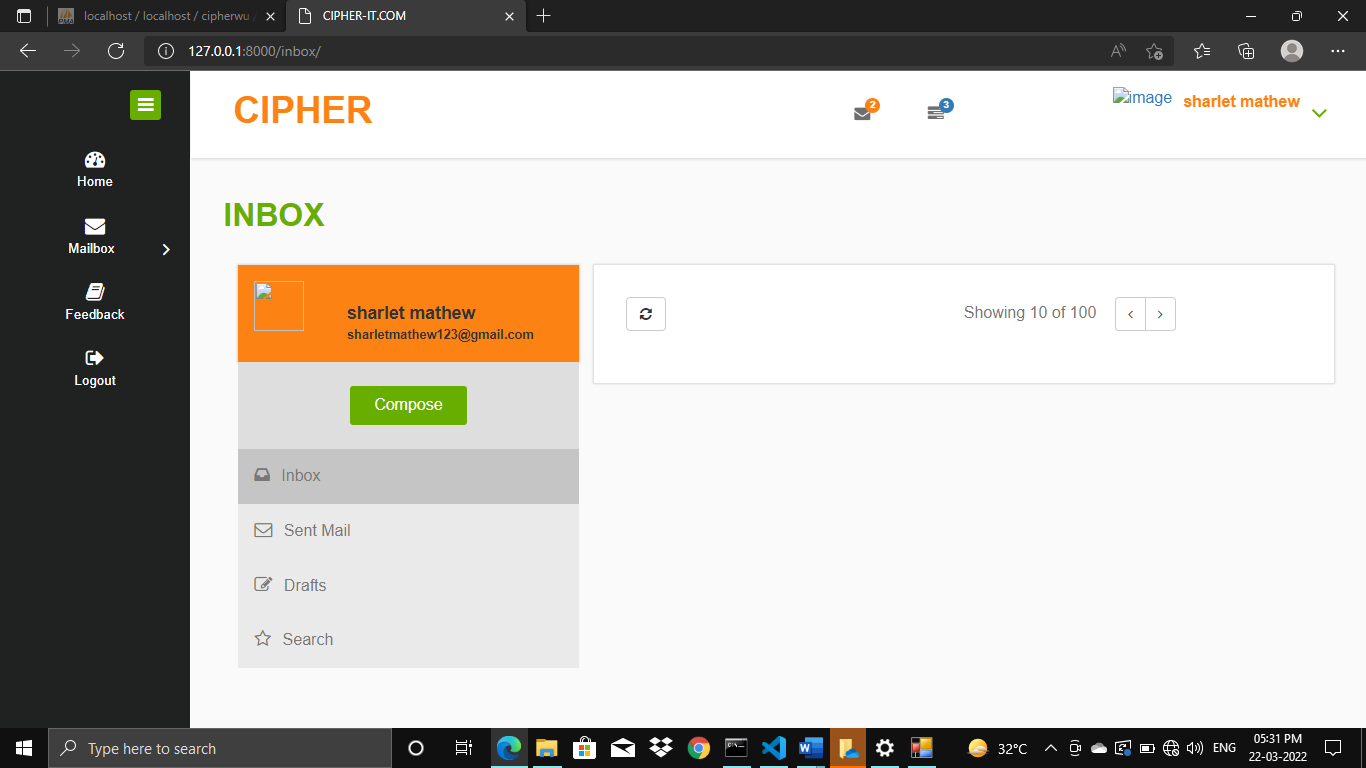 localhost / localhost / cipherwu
CIPHER-IT.COM
127.0.0.1:8000/inbox/
CIPHER
2
3
image
sharlet mathew
Home
Mailbox
Feedback
Logout
INBOX
sharlet mathew
sharletmathew123@gmail.com
Compose
Inbox
Sent Mail
Drafts
Search
Showing 10 of 100
Type here to search
32°C
ENG
05:31 PM
22-03-2022